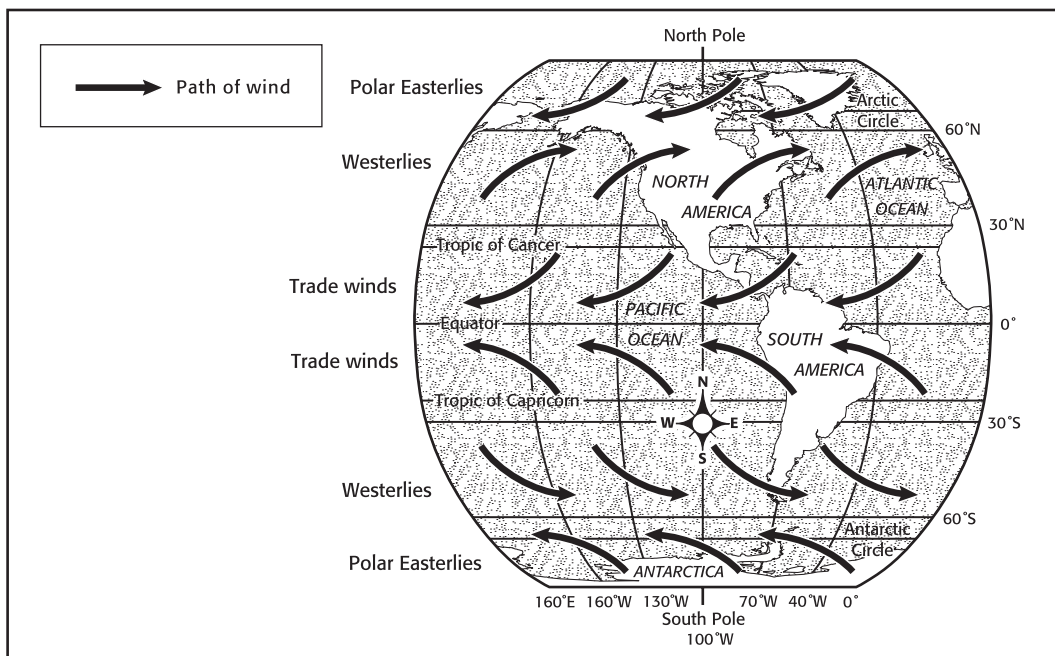 North Pole
Path of wind
Polar Easterlies
Arctic
Circle
60°N
Westerlies
NORTH
AMERICA
ATLANTIC
OCEAN
30°N
Tropic of Cancer
Trade winds
PACIFIC
OCEAN
Equator
0°
Trade winds
SOUTH
AMERICA
N
W
E
S
Tropic of Capricorn
30°S
Westerlies
60°S
Antarctic
Circle
Polar Easterlies
ANTARCTICA
160°E 160°W 130°W 70°W 40°W 0°
South Pole
100°W